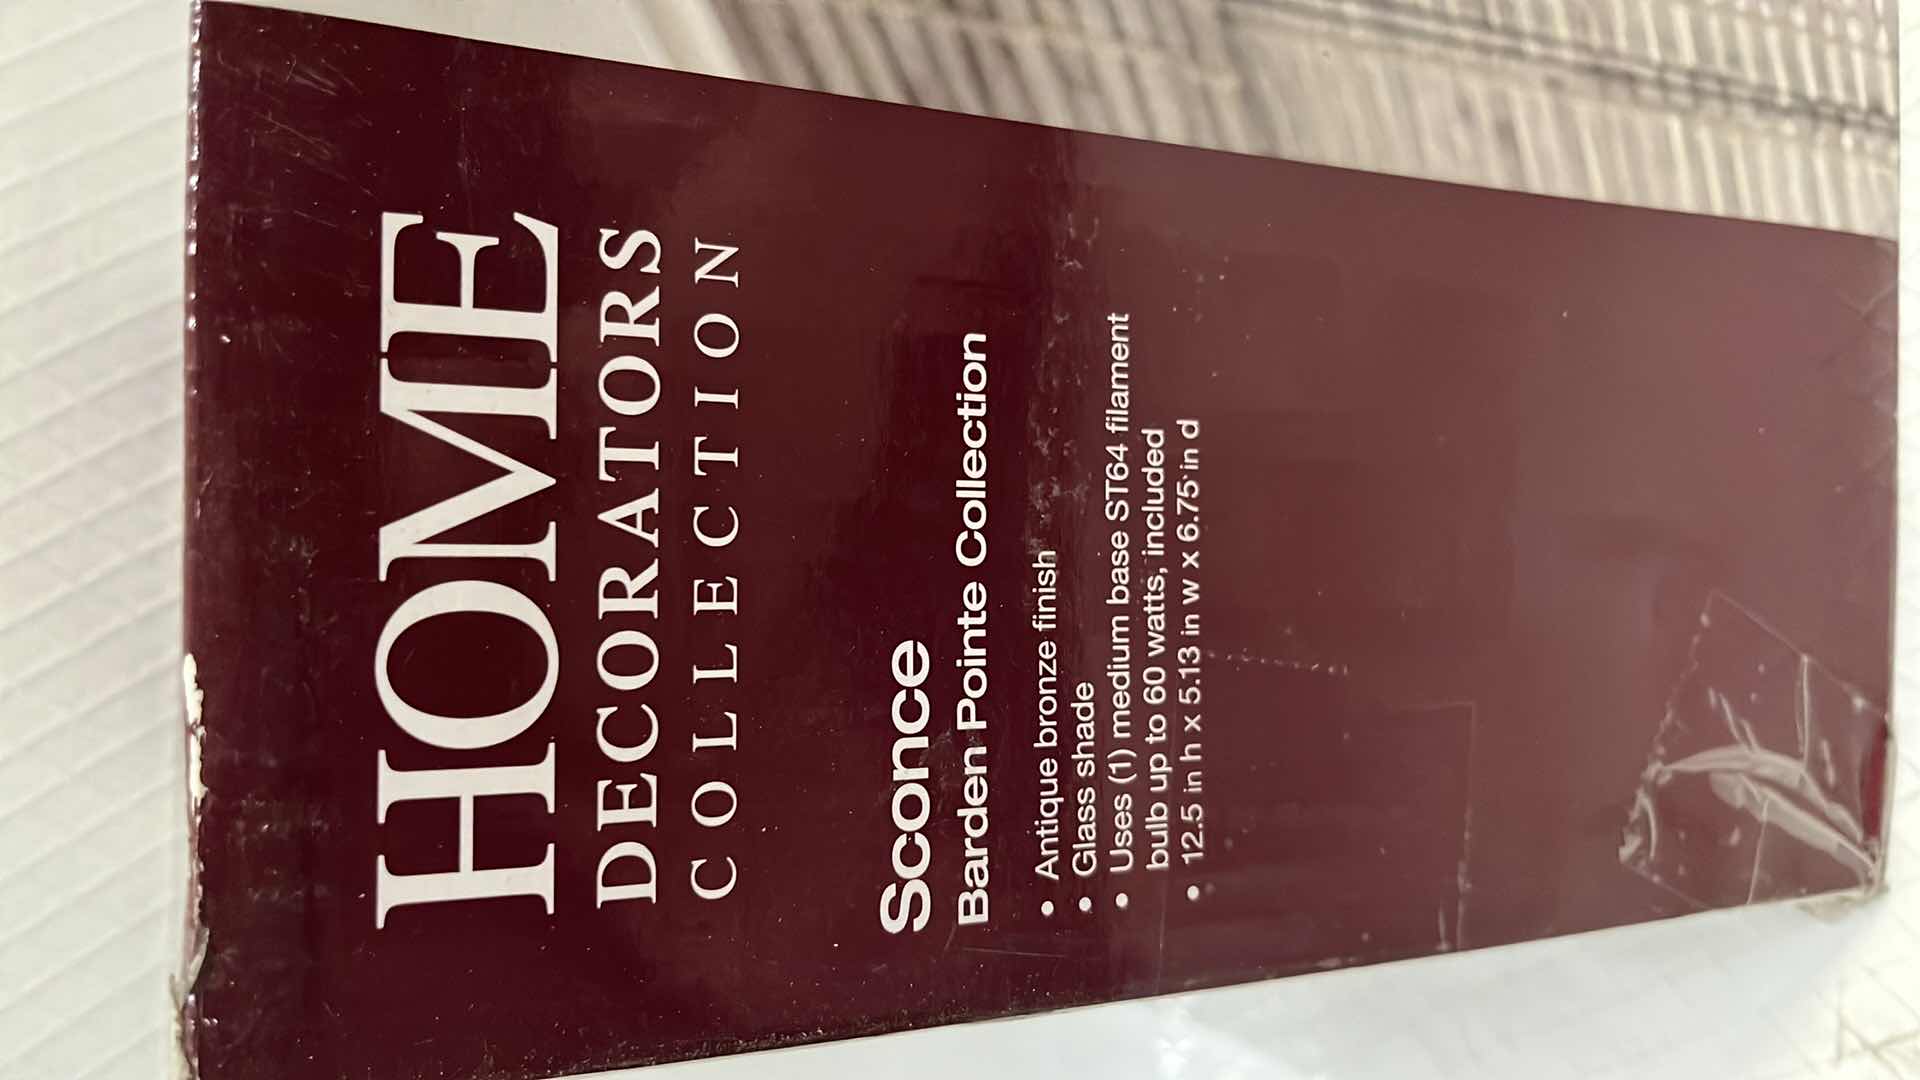 HOME
DECORATORS
COLLECTION
Sconce
Barden Pointe Collection
• Antique bronze finish
• Glass shade
• Uses (1) medium base ST64 filament
bulb up to 60 watts, included
• 12.5 in h x 5.13 in w x 6.75 in d